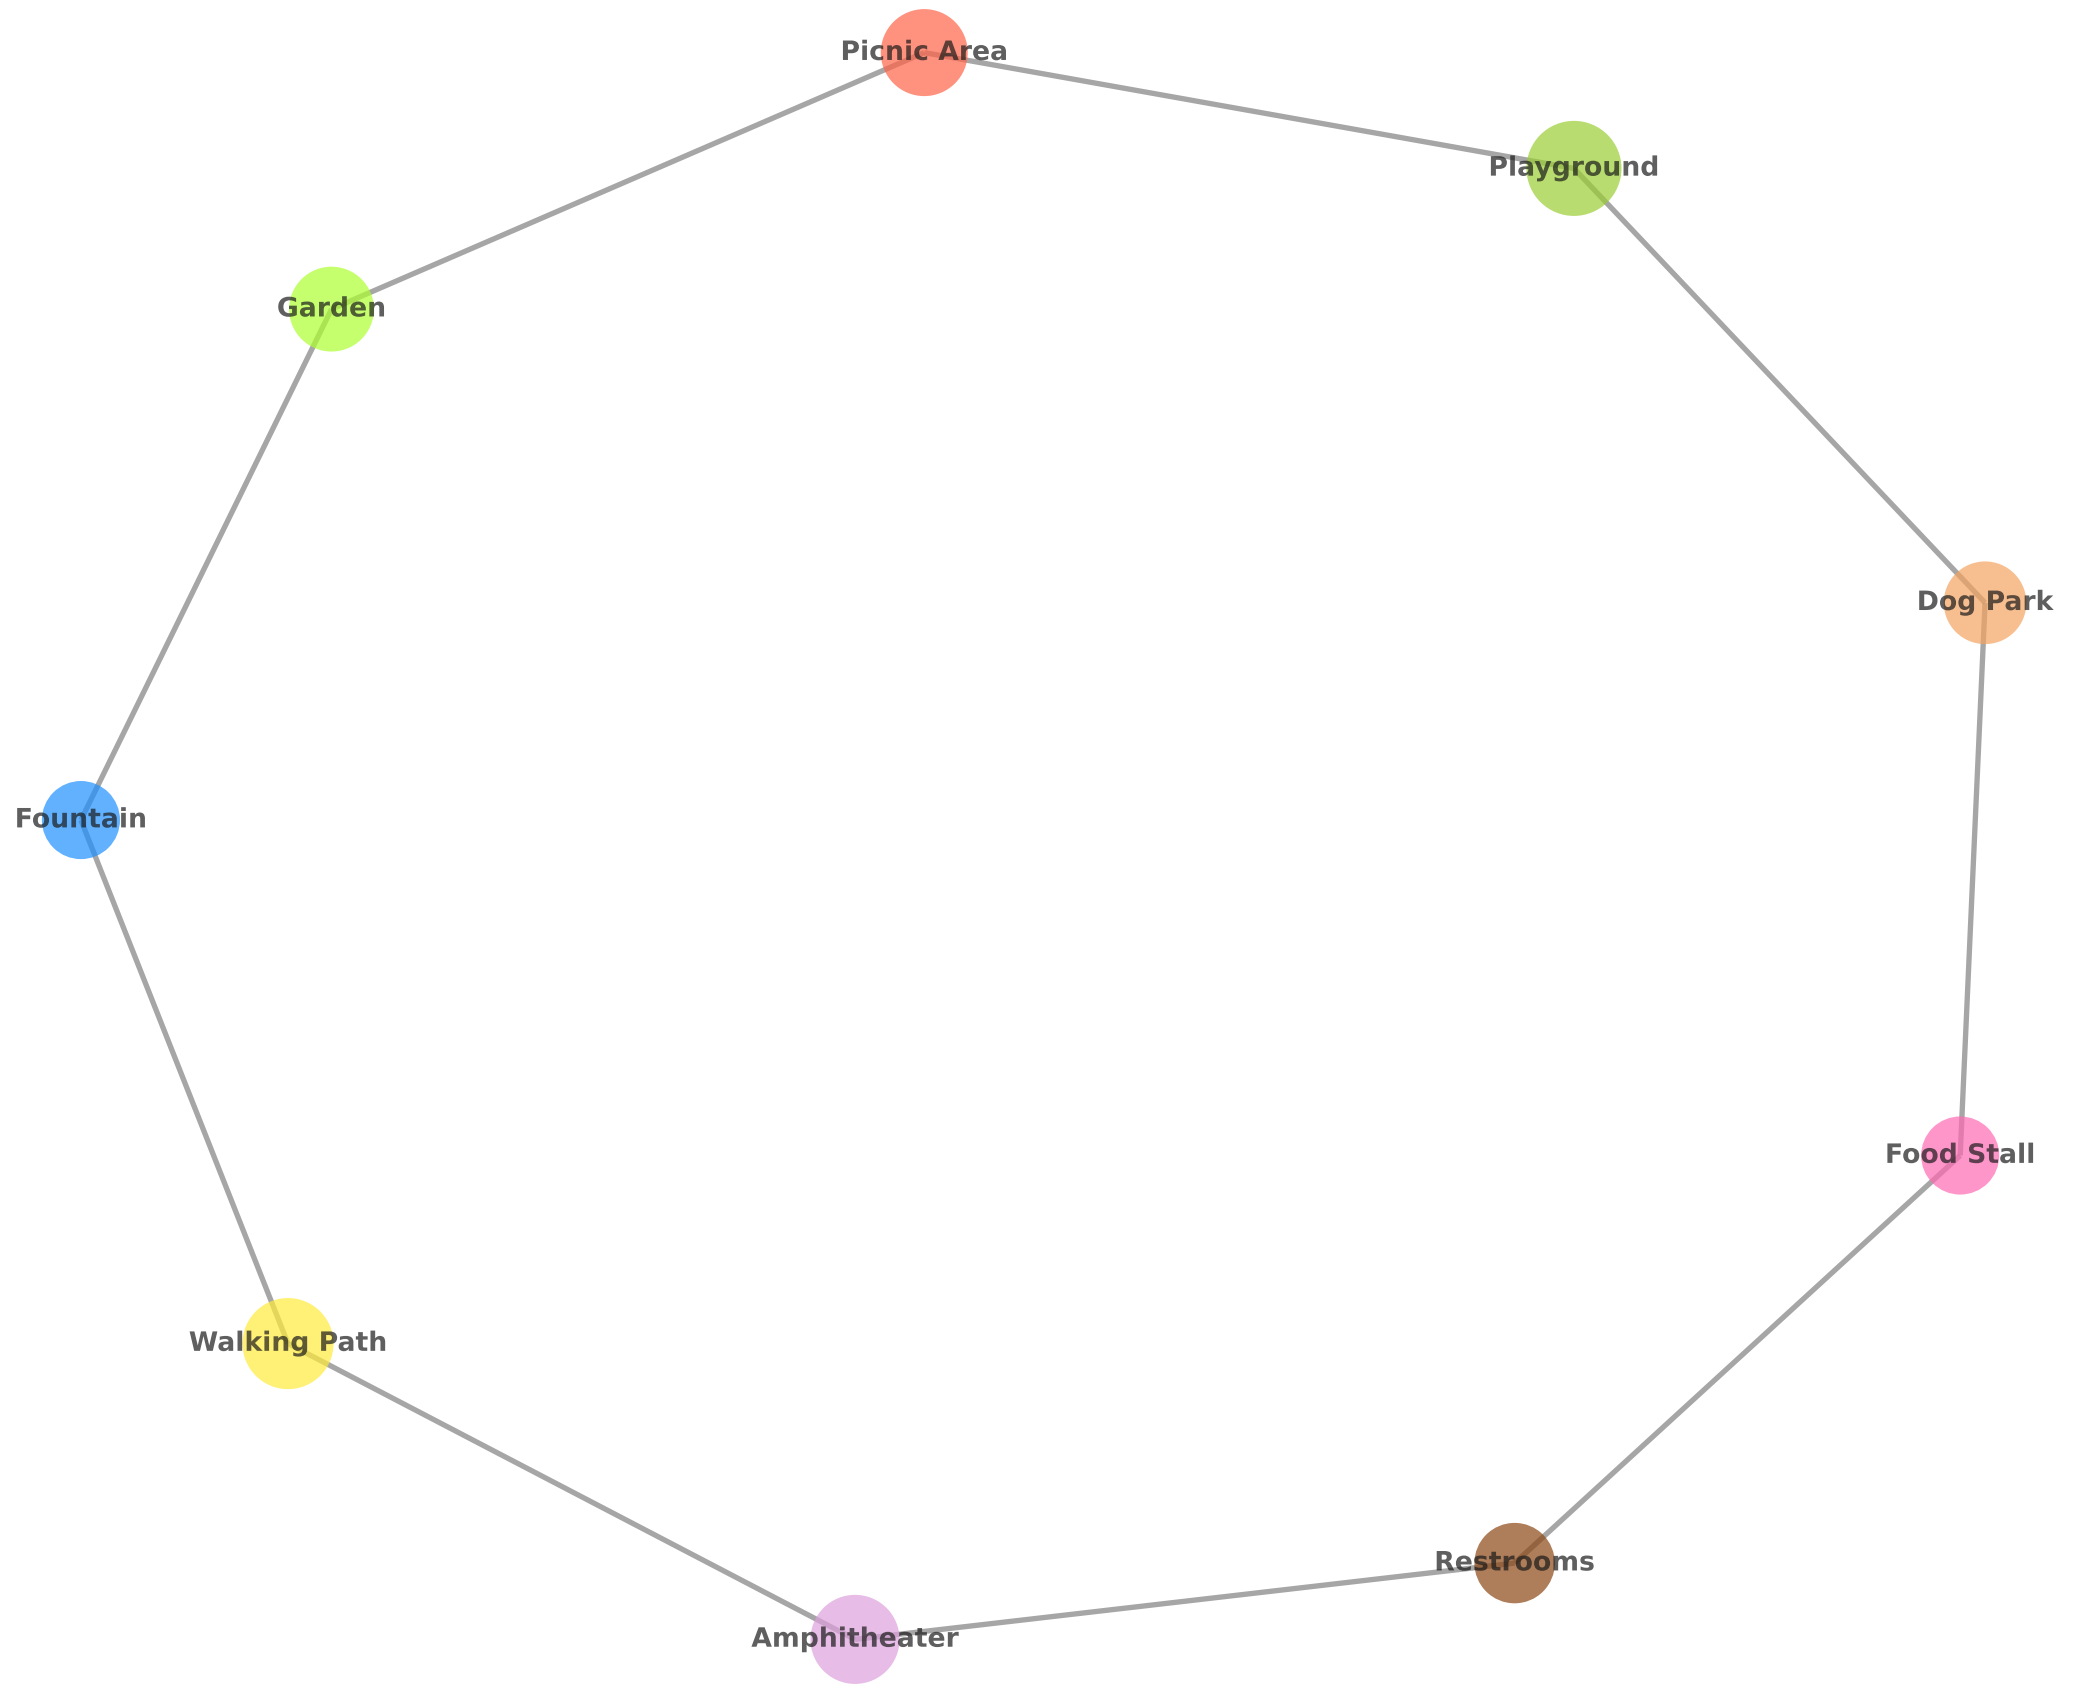 Picnic Area
Playground
Garden
Dog Park
Fountain
Food Stall
Walking Path
Restrooms
Amphitheater